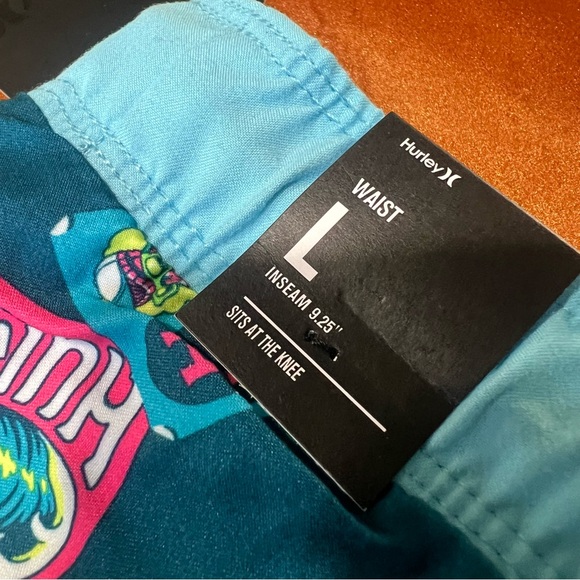 Hurley
WAIST
L
INSEAM 9.25"
SITS AT THE KNEE